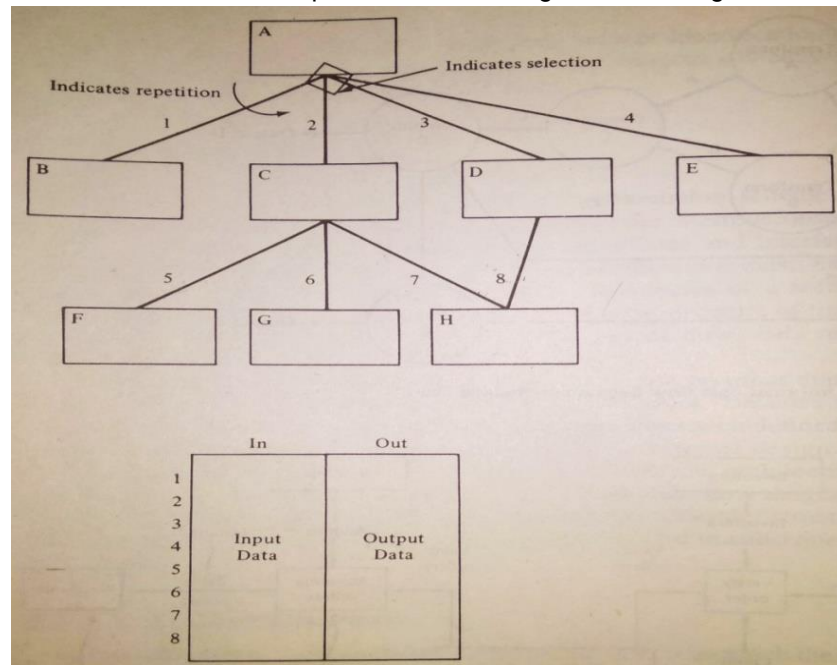 A
Indicates selection
Indicates repetition
1 2 3 4
B C D E
5 6 7 8
F G H
In Out
1
2
3
4
5
6
7
8
Input
Data
Output
Data